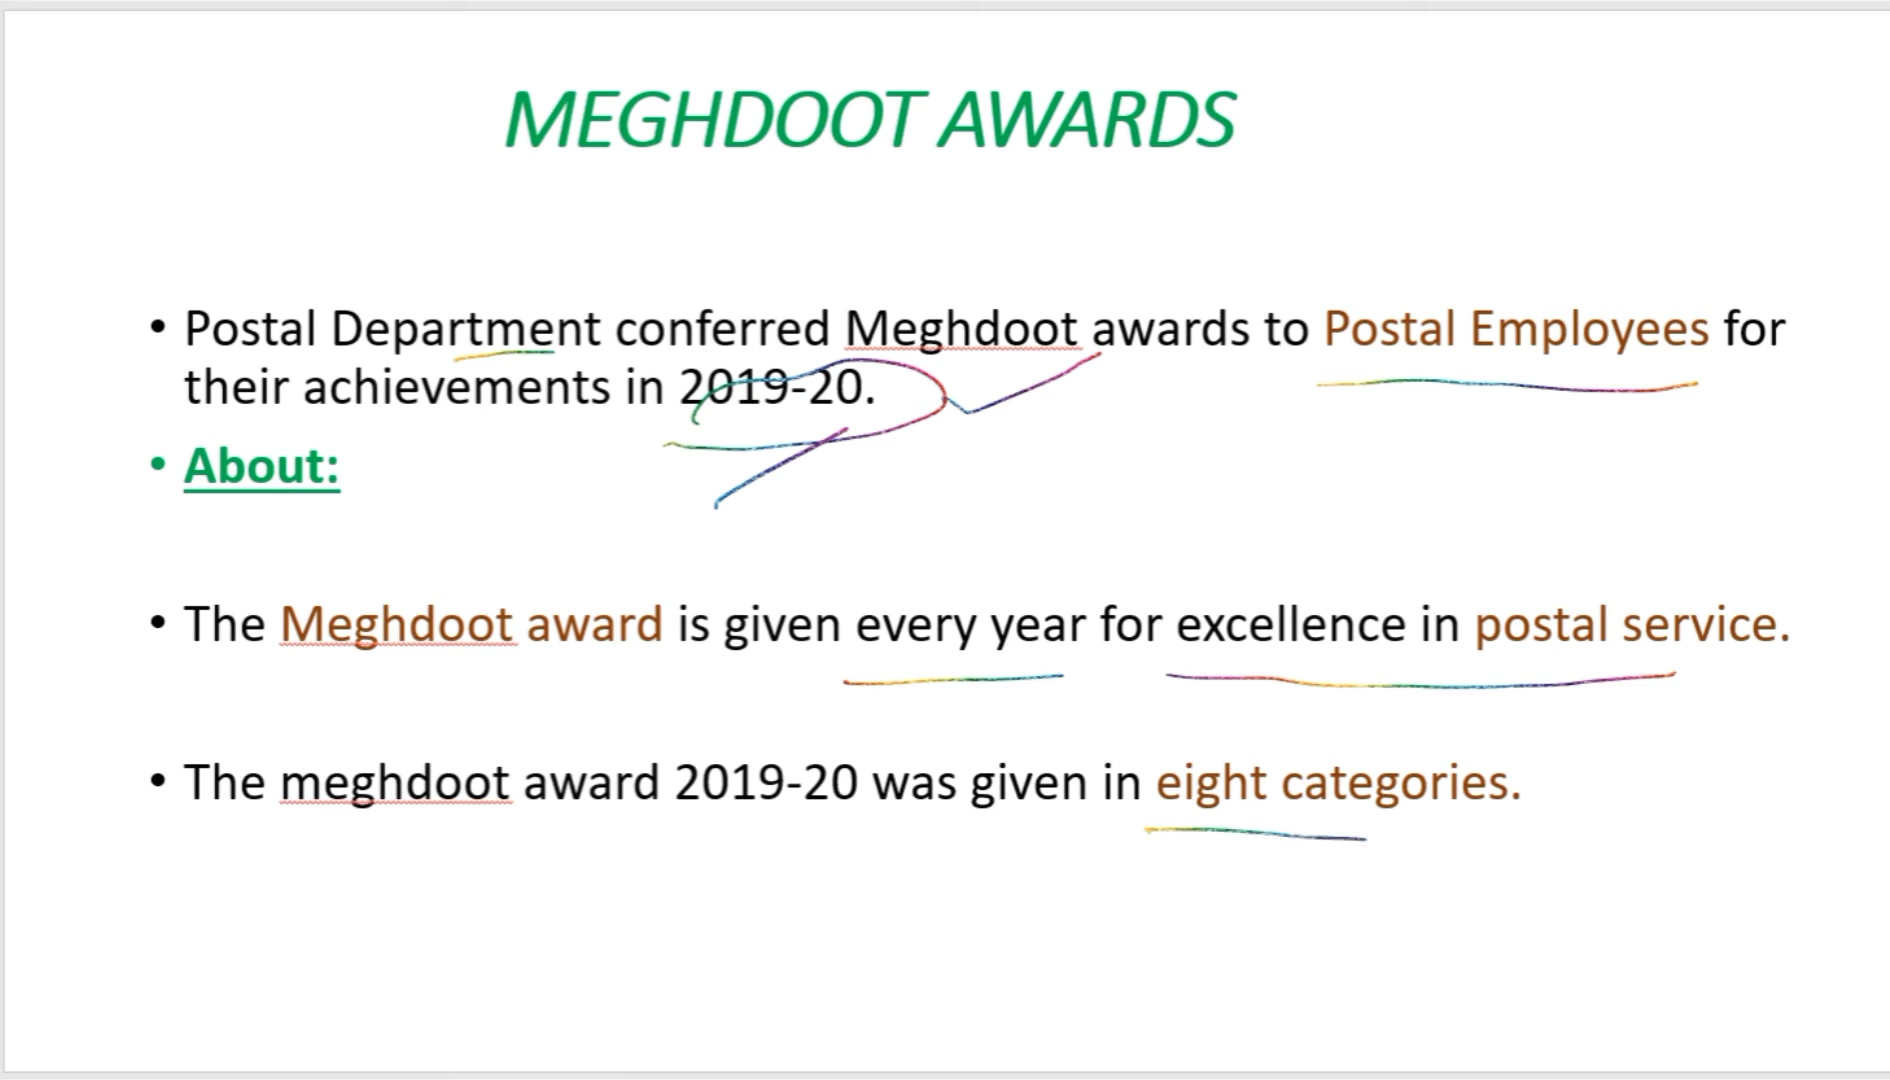 MEGHDOOT AWARDS
• Postal Department conferred Meghdoot awards to Postal Employees for
their achievements in 2019-20.
• About:
• The Meghdoot award is given every year for excellence in postal service.
• The meghdoot award 2019-20 was given in eight categories.